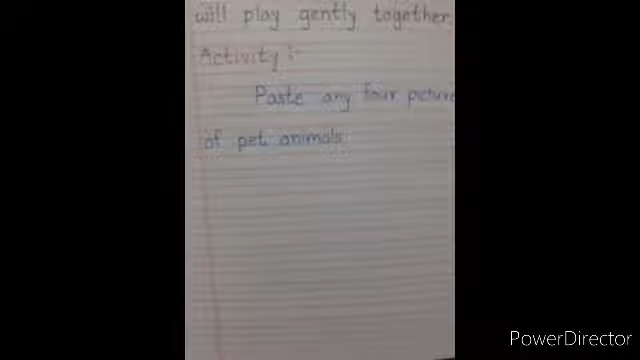 will play gently together.
Activity :-
Paste any four picture
of pet animals
PowerDirector